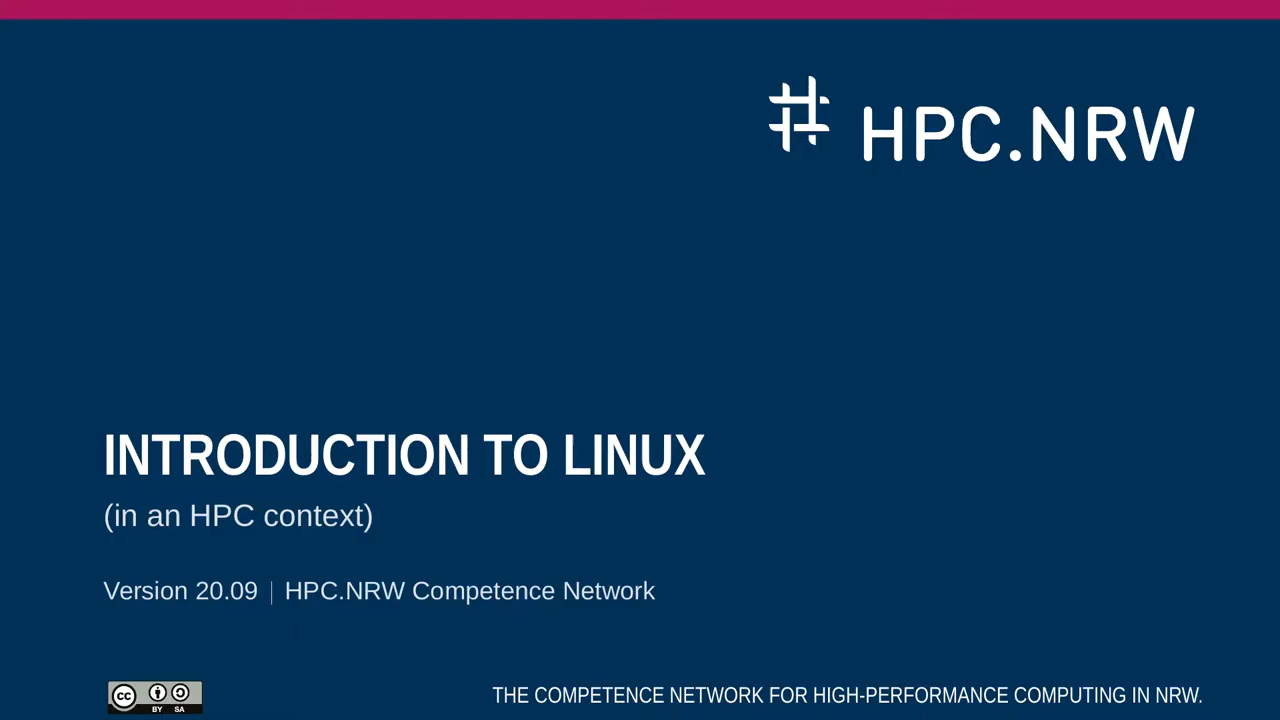 HPC.NRW
INTRODUCTION TO LINUX
(in an HPC context)
Version 20.09 | HPC.NRW Competence Network
cc BY SA
THE COMPETENCE NETWORK FOR HIGH-PERFORMANCE COMPUTING IN NRW.